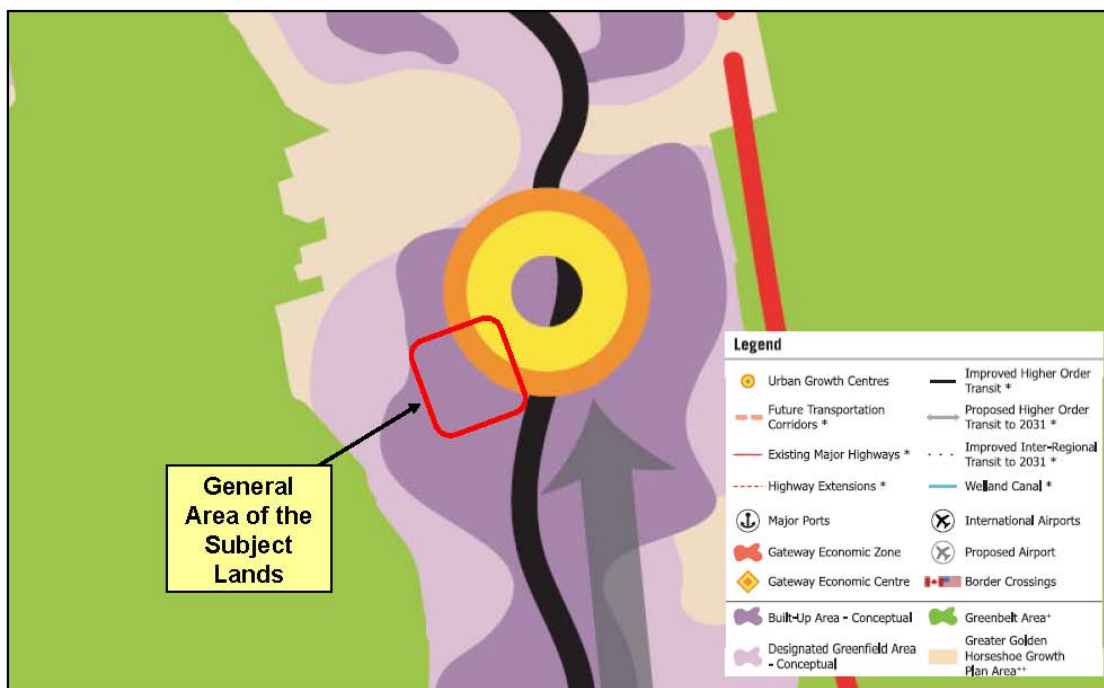 General
Area of the
Subject
Lands
Legend
Urban Growth Centres
Future Transportation
Corridors *
Existing Major Highways *
Highway Extensions *
Major Ports
Gateway Economic Zone
Gateway Economic Centre
Improved Higher Order
Transit *
Proposed Higher Order
Transit to 2031 *
Improved Inter-Regional
Transit to 2031 *
Welland Canal *
International Airports
Proposed Airport
Border Crossings
Built-Up Area - Conceptual
Designated Greenfield Area
- Conceptual
Greenbelt Area+
Greater Golden
Horseshoe Growth
Plan Area++